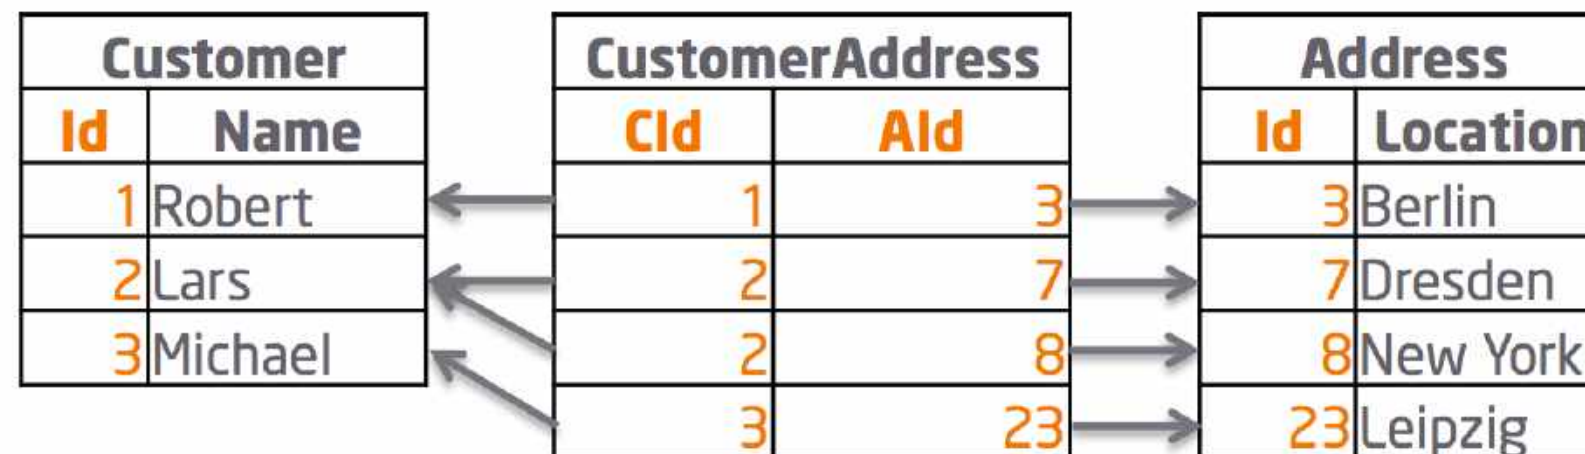 Customer CustomerAddress Address
Id Name CId AId Id Location
1 Robert 1 3 3 Berlin
2 Lars 2 7 7 Dresden
3 Michael 2 8 8 New York
3 23 23 Leipzig